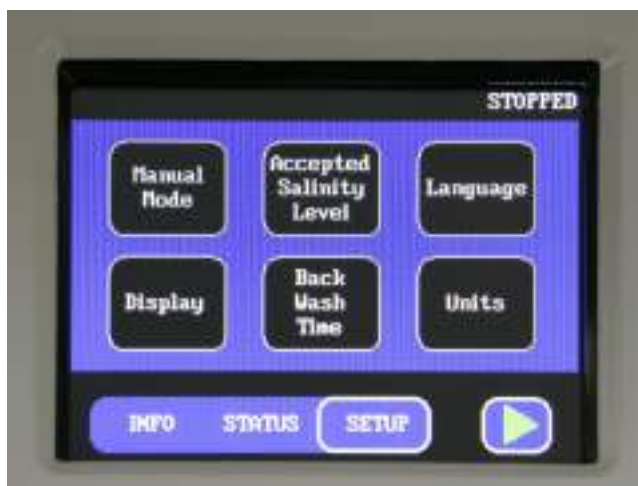 STOPPED
Manual
Mode
Accepted
Salinity
Level
Language
Display
Back
Wash
Time
Units
INFO STATUS SETUP